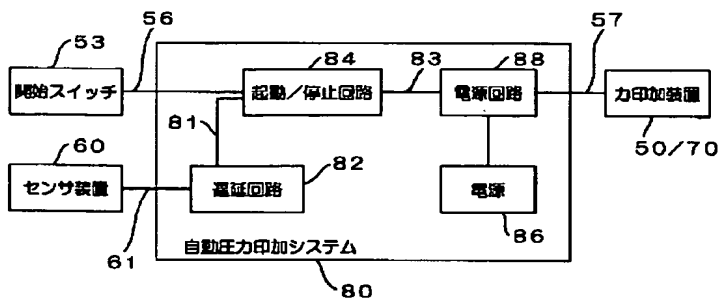 53
56
84
83
88
57
開始スイッチ
起動/停止回路
電源回路
力印加装置
81
50/70
60
82
センサ装置
遅延回路
電源
61
86
自動圧力印加システム
80